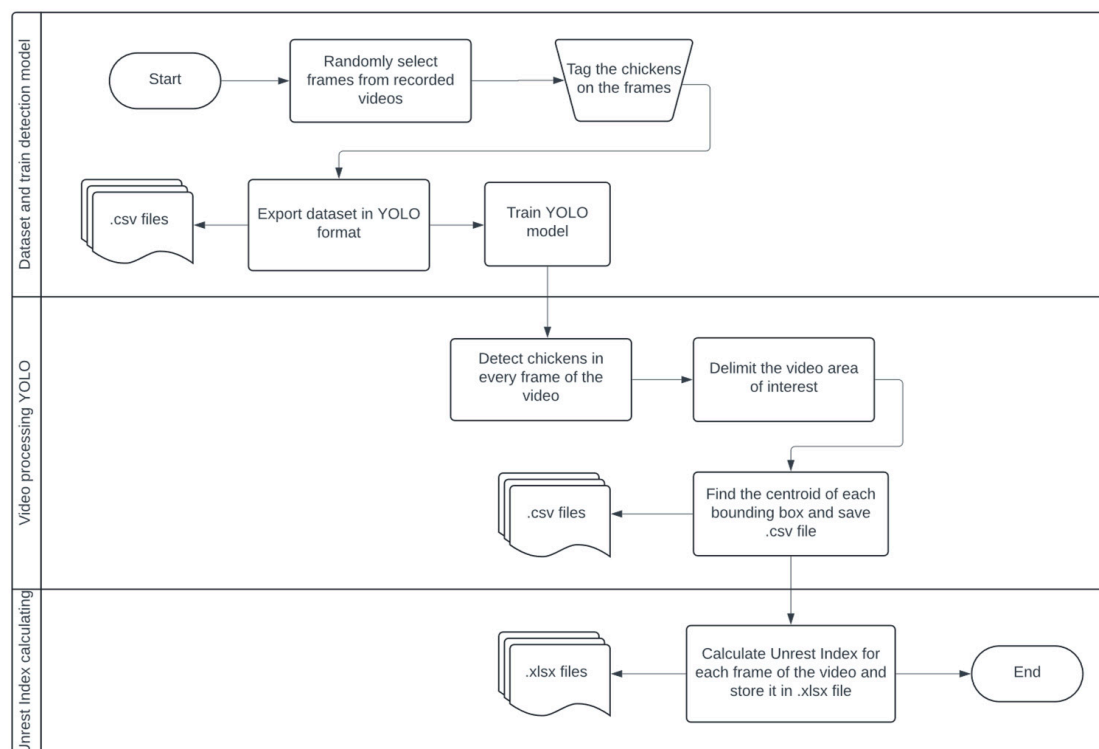 Dataset and train detection model
Start
Randomly select
frames from recorded
videos
Tag the chickens
on the frames
.csv files
Export dataset in YOLO
format
Train YOLO
model
Video processing YOLO
Detect chickens in
every frame of the
video
Delimit the video area
of interest
.csv files
Find the centroid of each
bounding box and save
.csv file
Unrest Index calculating
.xlsx files
Calculate Unrest Index for
each frame of the video and
store it in .xlsx file
End